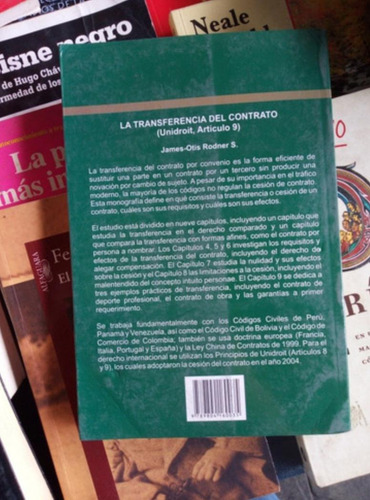 isne negro
de Hugo Cháv
ermedad de los
Neale
La p
más in
Fe
El
ALFAGUARA
LA TRANSFERENCIA DEL CONTRATO
(Unidroit, Artículo 9)
James-Otis Rodner S.
La transferencia del contrato por convenio es la forma eficiente de
sustituir una parte en un contrato por un tercero sin producir una
novación por cambio de sujeto. A pesar de su importancia en el tráfico
moderno, la mayoría de los códigos no regulan la cesión de contrato.
Esta monografía define en qué consiste la transferencia o cesión de un
contrato, cuáles son sus requisitos y cuáles son sus efectos.
El estudio está dividido en nueve capítulos, incluyendo un capítulo que
estudia la transferencia en el derecho comparado y un capítulo
que compara la transferencia con formas afines, como el contrato por
persona a nombrar. Los Capítulos 4, 5 y 6 investigan los requisitos y
efectos de la transferencia del contrato, incluyendo el derecho de
alegar compensación. El Capítulo 7 estudia la nulidad y sus efectos
sobre la cesión y el Capítulo 8 las limitaciones a la cesión, incluyendo el
malentendido del concepto intuito personae. El Capítulo 9 se dedica a
tres ejemplos prácticos de transferencia, incluyendo el contrato de
deporte profesional, el contrato de obra y las garantías a primer
requerimiento.
Se trabaja fundamentalmente con los Códigos Civiles de Perú,
Panamá y Venezuela, así como el Código Civil de Bolivia y el Código de
Comercio de Colombia; también se usa doctrina europea (Francia,
Italia, Portugal y España) y la Ley China de Contratos de 1999. Para el
derecho internacional se utilizan los Principios de Unidroit (Artículos 8
y 9), los cuales adoptaron la cesión del contrato en el año 2004.